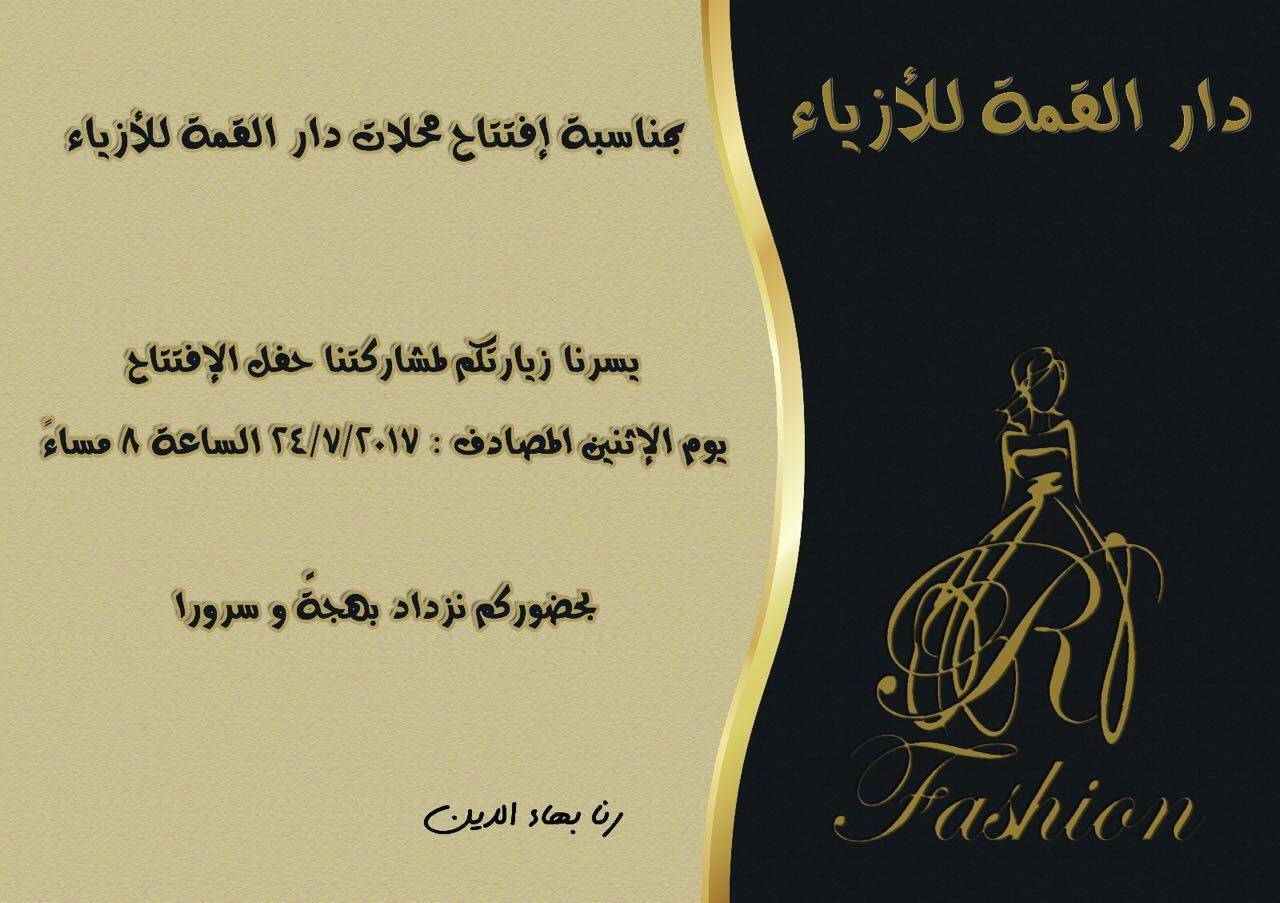 دار القمة للأزياء
بمناسبة إفتتاح محلات دار القمة للأزياء
يسرنا زيارتكم لمشاركتنا حفل الإفتتاح
يوم الإثنين المصادف : ٢٤/٧/٢٠١٧ الساعة ٨ مساءً
بحضوركم نزداد بهجةً و سرورا
رنا بهاء الدين
R
Fashion